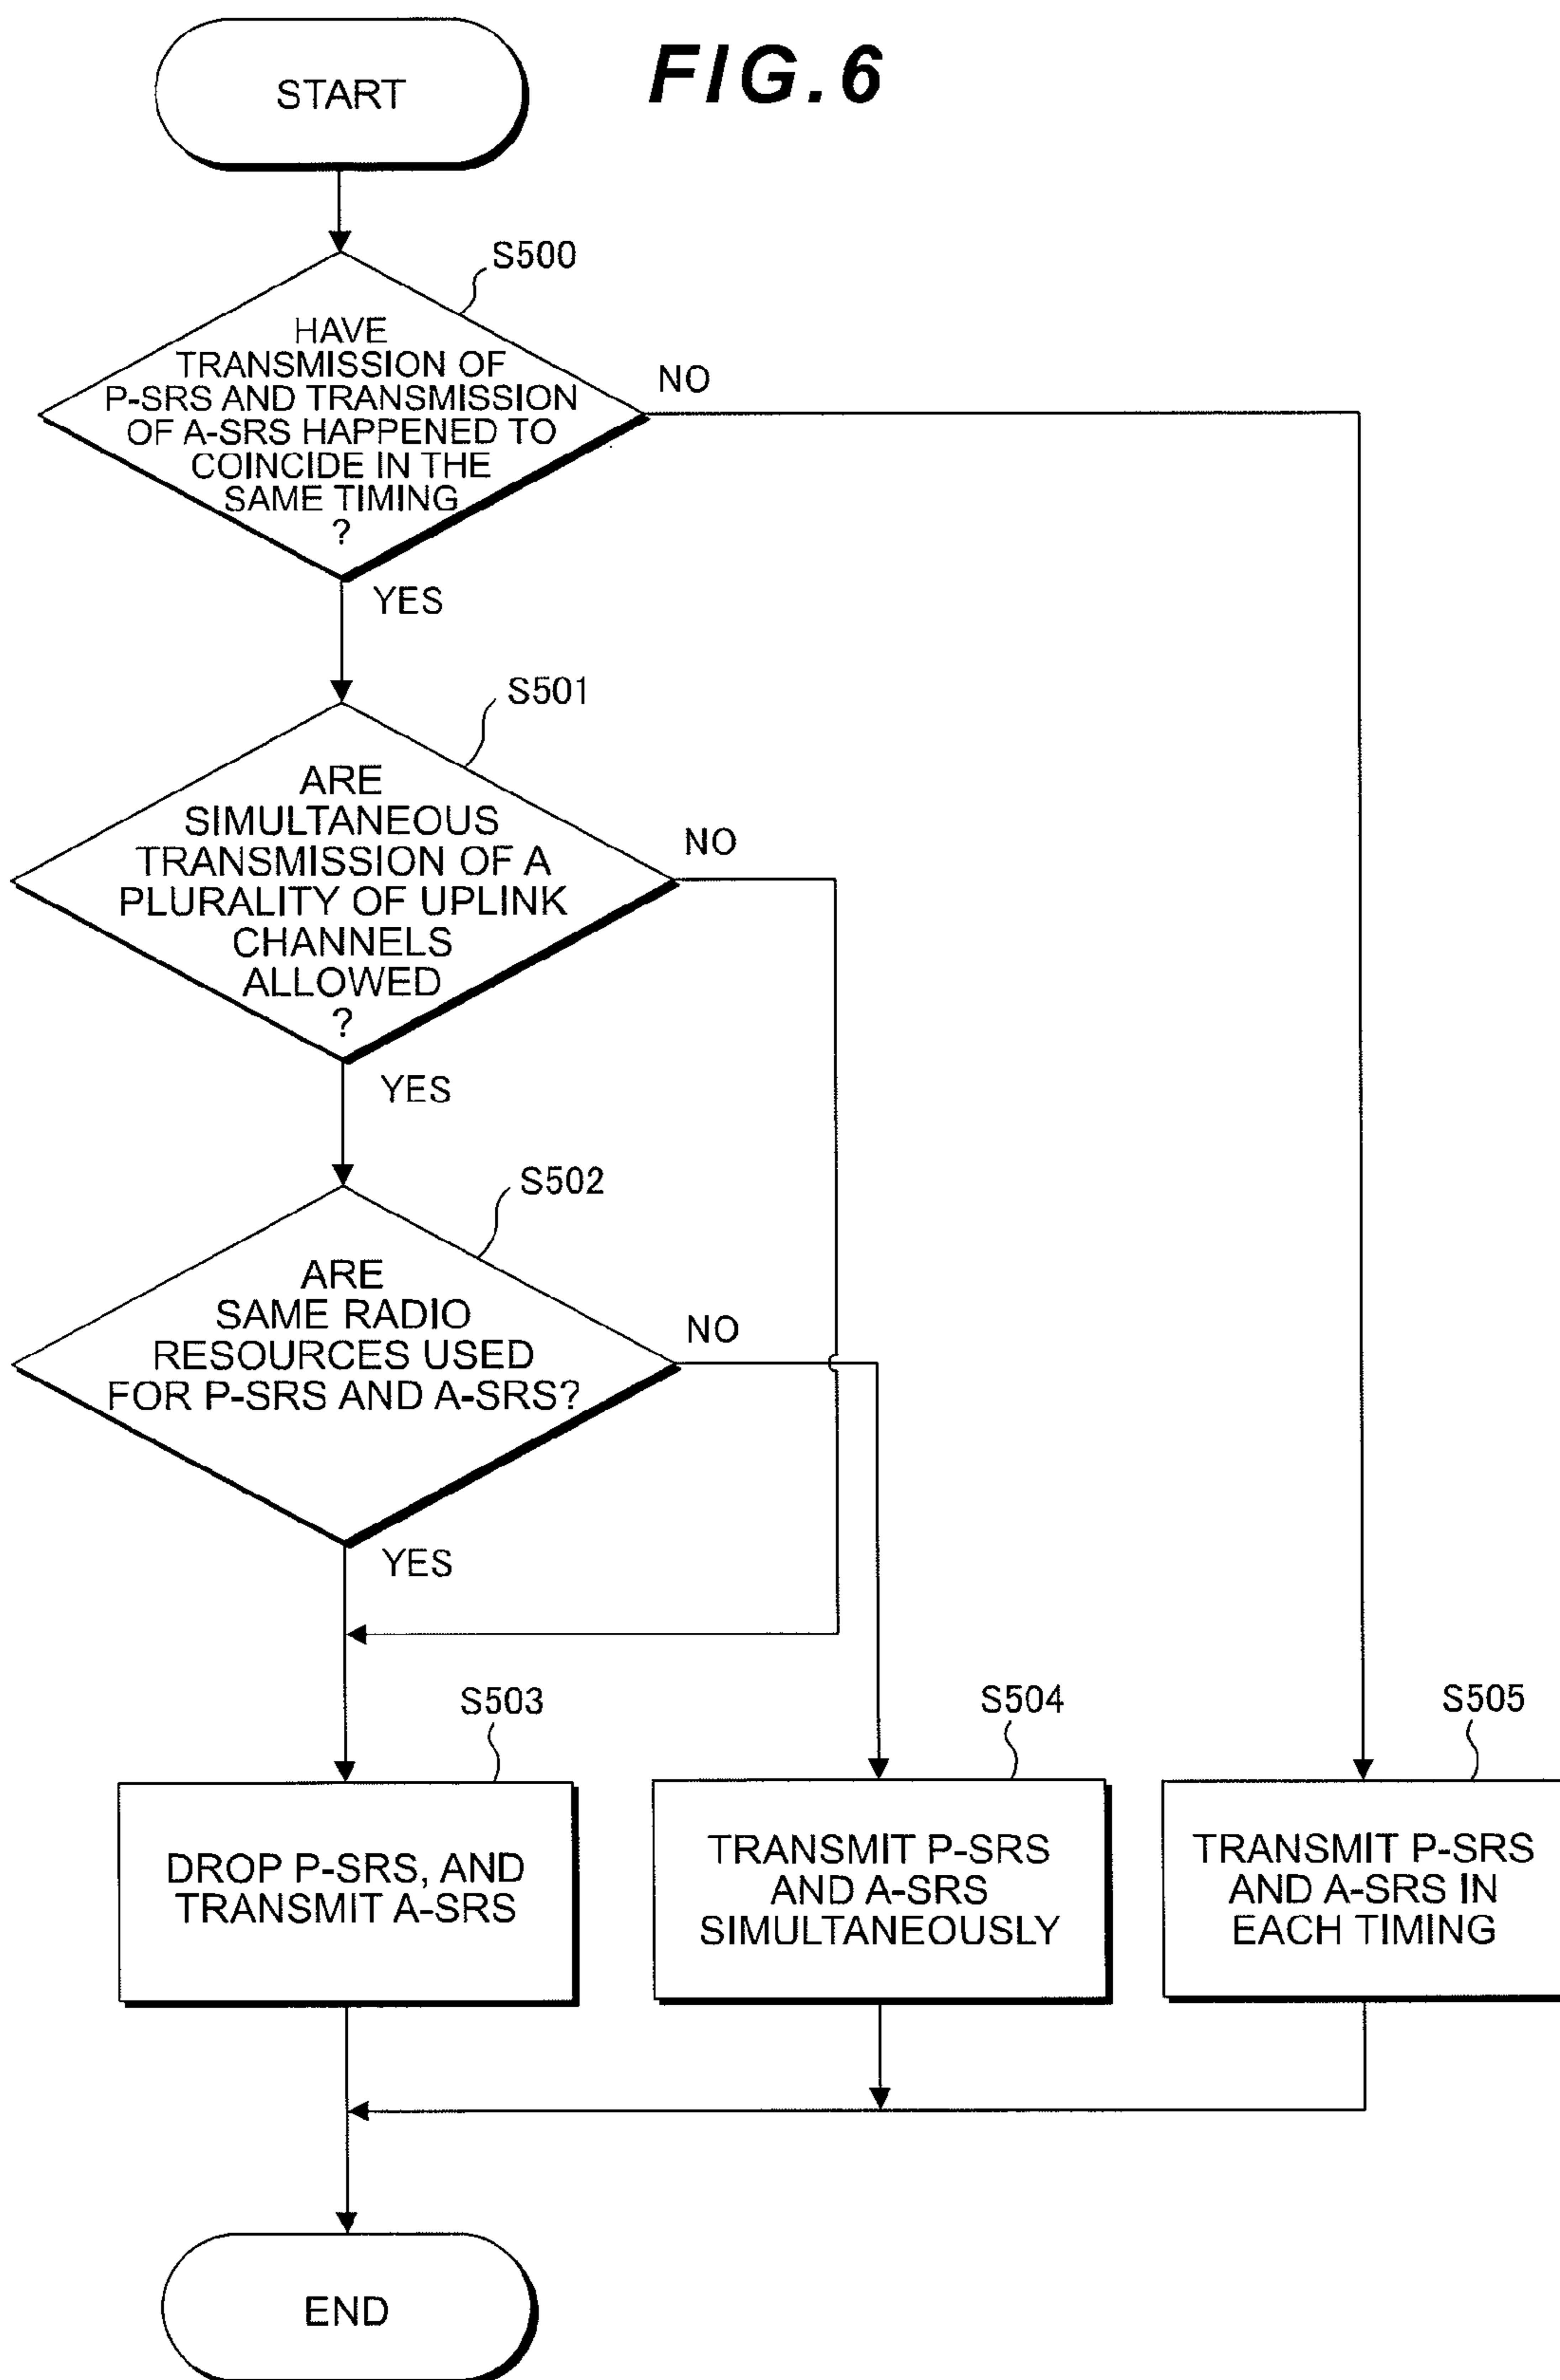 START
FIG.6
S500
HAVE
TRANSMISSION OF
P-SRS AND TRANSMISSION
OF A-SRS HAPPENED TO
COINCIDE IN THE
SAME TIMING
?
NO
YES
S501
ARE
SIMULTANEOUS
TRANSMISSION OF A
PLURALITY OF UPLINK
CHANNELS
ALLOWED
?
NO
YES
S502
ARE
SAME RADIO
RESOURCES USED
FOR P-SRS AND A-SRS?
NO
YES
S503
DROP P-SRS, AND
TRANSMIT A-SRS
S504
TRANSMIT P-SRS
AND A-SRS
SIMULTANEOUSLY
S505
TRANSMIT P-SRS
AND A-SRS IN
EACH TIMING
END